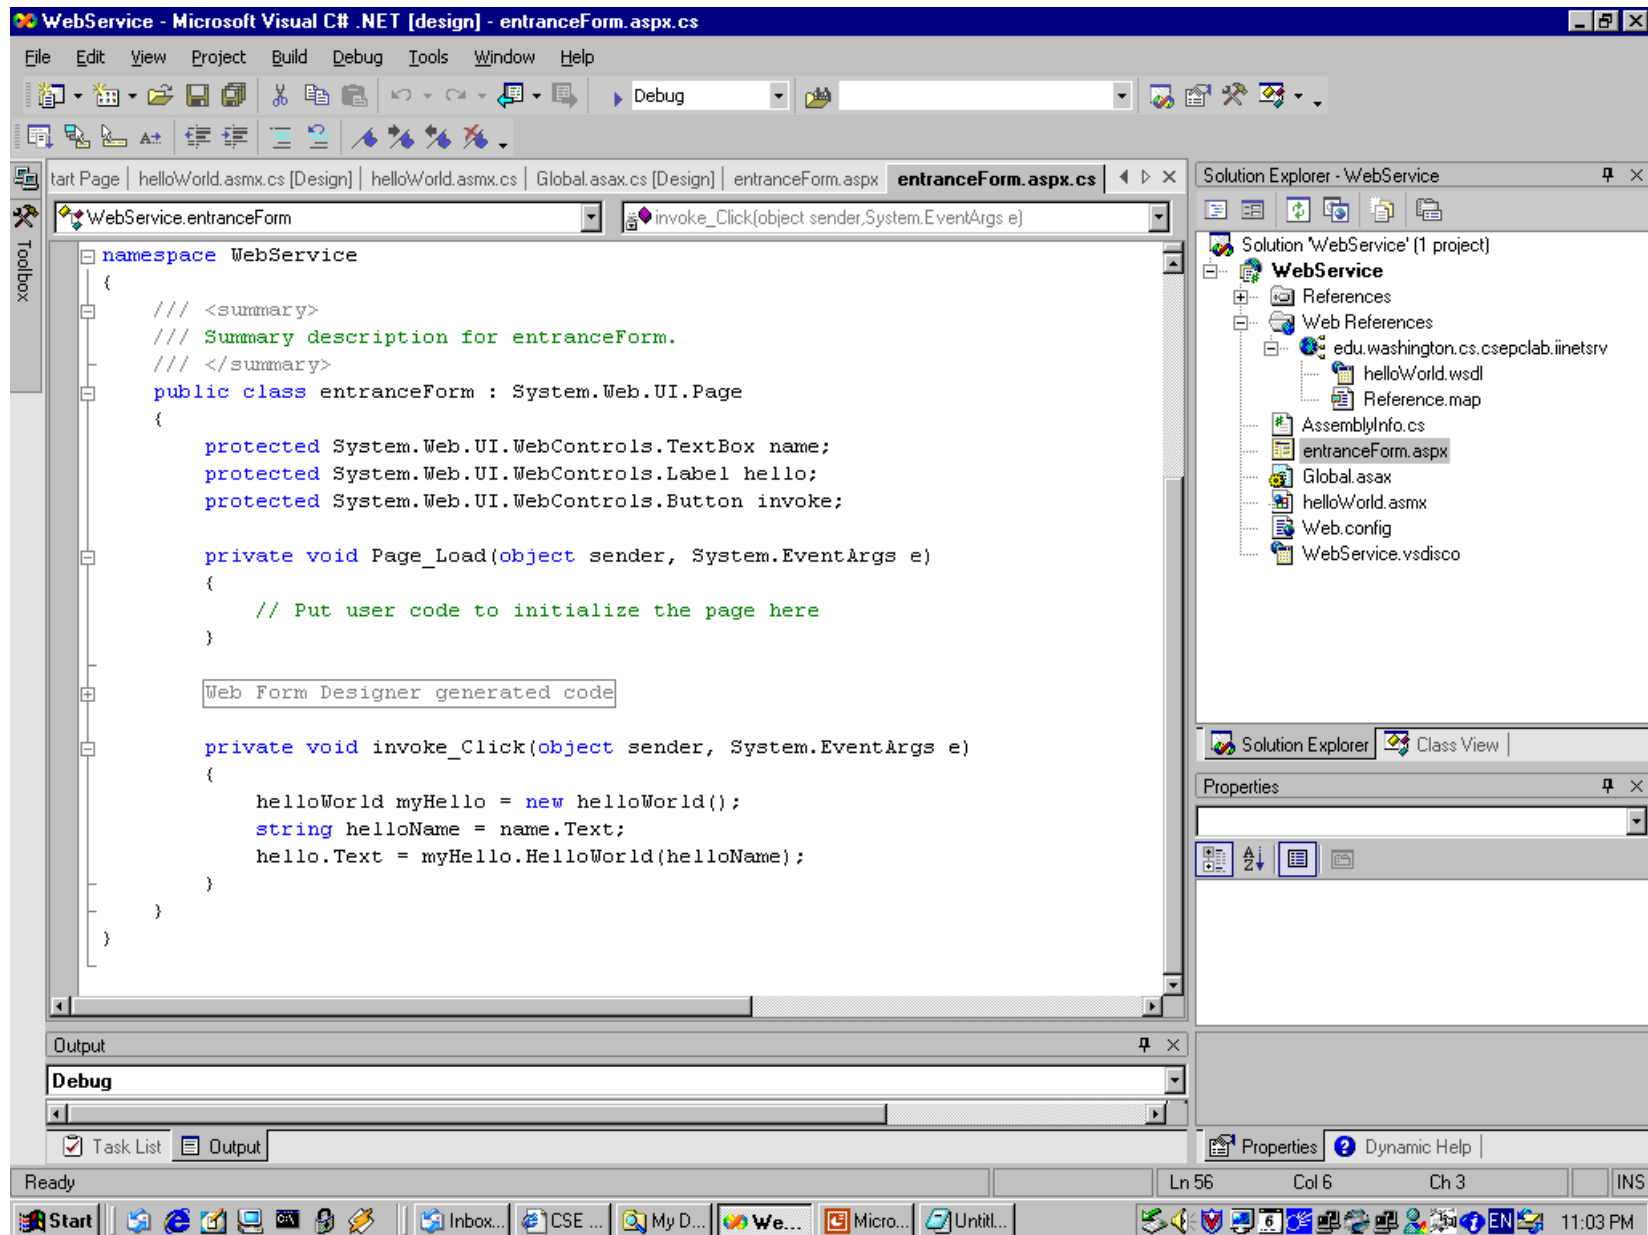 WebService - Microsoft Visual C# .NET [design] - entranceForm.aspx.cs
File Edit View Project Build Debug Tools Window Help
Debug
tart Page helloWorld.asmx.cs [Design] helloWorld.asmx.cs Global.asax.cs [Design] entranceForm.aspx entranceForm.aspx.cs
Toolbox
WebService.entranceForm invoke_Click(object sender,System.EventArgs e)
namespace WebService
{
/// <summary>
/// Summary description for entranceForm.
/// </summary>
public class entranceForm : System.Web.UI.Page
{
protected System.Web.UI.WebControls.TextBox name;
protected System.Web.UI.WebControls.Label hello;
protected System.Web.UI.WebControls.Button invoke;
private void Page_Load(object sender, System.EventArgs e)
{
// Put user code to initialize the page here
}
Web Form Designer generated code
private void invoke_Click(object sender, System.EventArgs e)
{
helloWorld myHello = new helloWorld();
string helloName = name.Text;
hello.Text = myHello.HelloWorld(helloName);
}
}
}
Solution Explorer - WebService
Solution 'WebService' (1 project)
WebService
References
Web References
edu.washington.cs.csepclab.iinetsrv
helloWorld.wsdl
Reference.map
AssemblyInfo.cs
entranceForm.aspx
Global.asax
helloWorld.asmx
Web.config
WebService.vsdisco
Solution Explorer Class View
Properties
Output
Debug
Task List Output
Properties Dynamic Help
Ready Ln 56 Col 6 Ch 3 INS
Start Inbox... CSE ... My D... We... Micro... Untitl... EN 11:03 PM